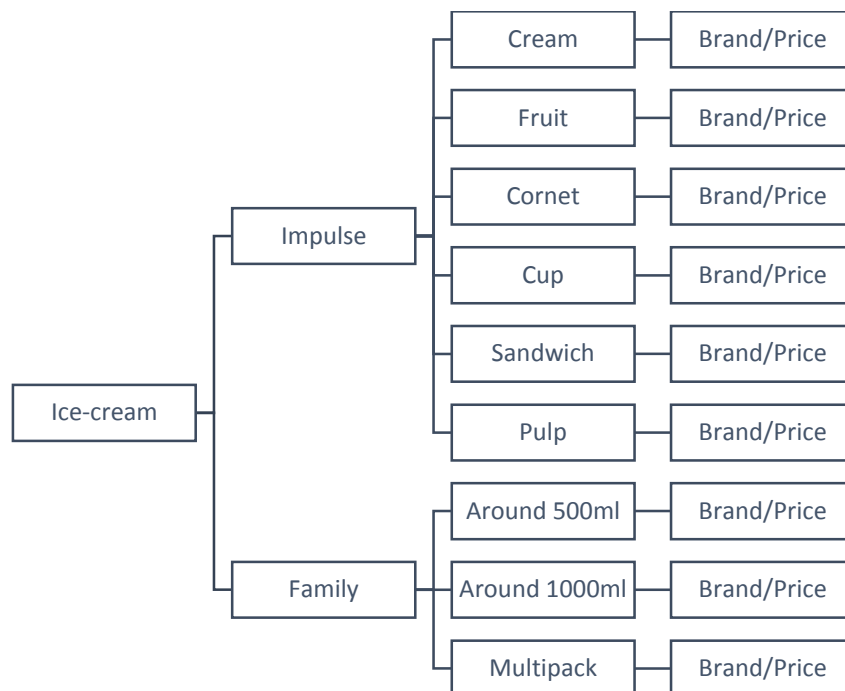 Cream
Brand/Price
Fruit
Brand/Price
Cornet
Brand/Price
Impulse
Cup
Brand/Price
Sandwich
Brand/Price
Ice-cream
Pulp
Brand/Price
Around 500ml
Brand/Price
Family
Around 1000ml
Brand/Price
Multipack
Brand/Price